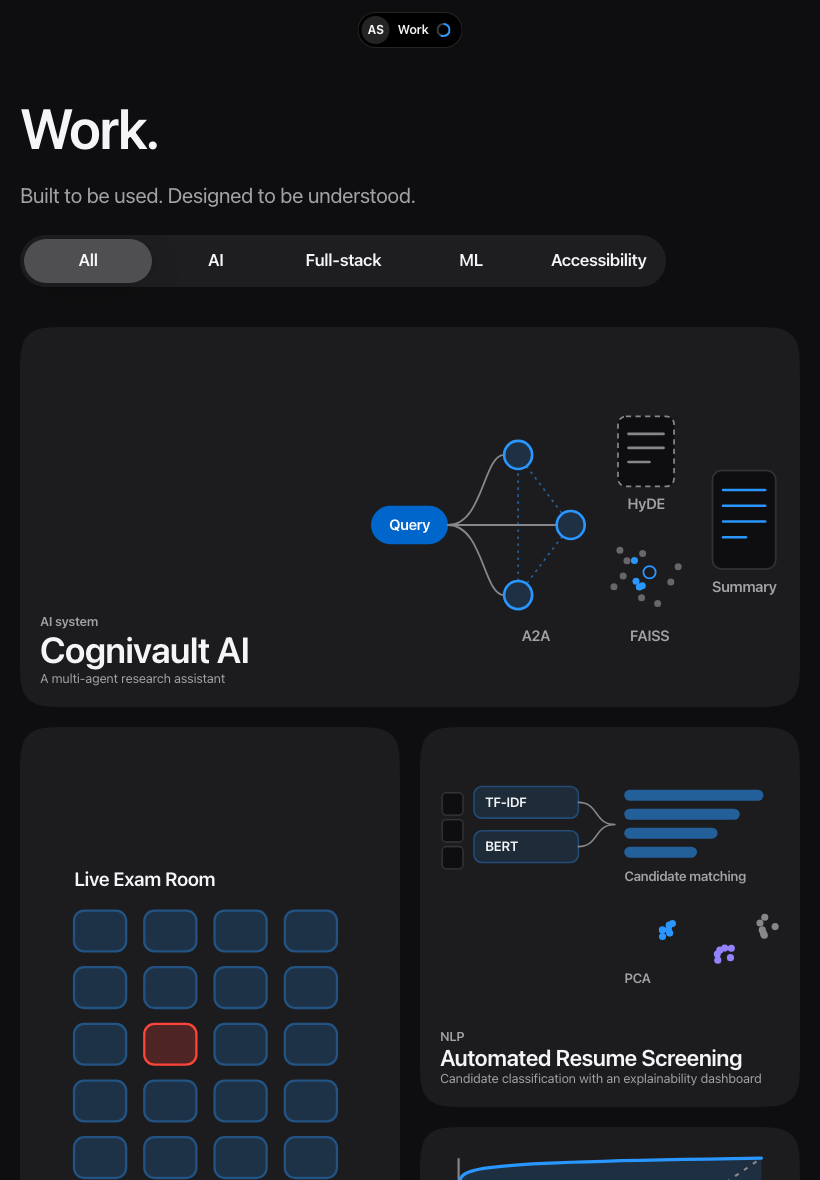 AS Work
Work.
Built to be used. Designed to be understood.
All AI Full-stack ML Accessibility
HyDE
Query
Summary
A2A FAISS
AI system
Cognivault AI
A multi-agent research assistant
Live Exam Room
TF-IDF
BERT
Candidate matching
PCA
NLP
Automated Resume Screening
Candidate classification with an explainability dashboard